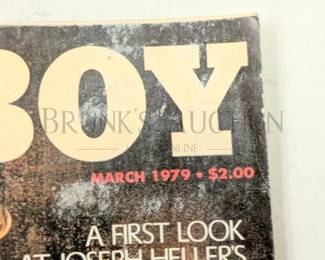 BOY
BRUNK'S AUCTION
ONLINE
MARCH 1979 • $2.00
A FIRST LOOK
AT JOSEPH HELLER'S